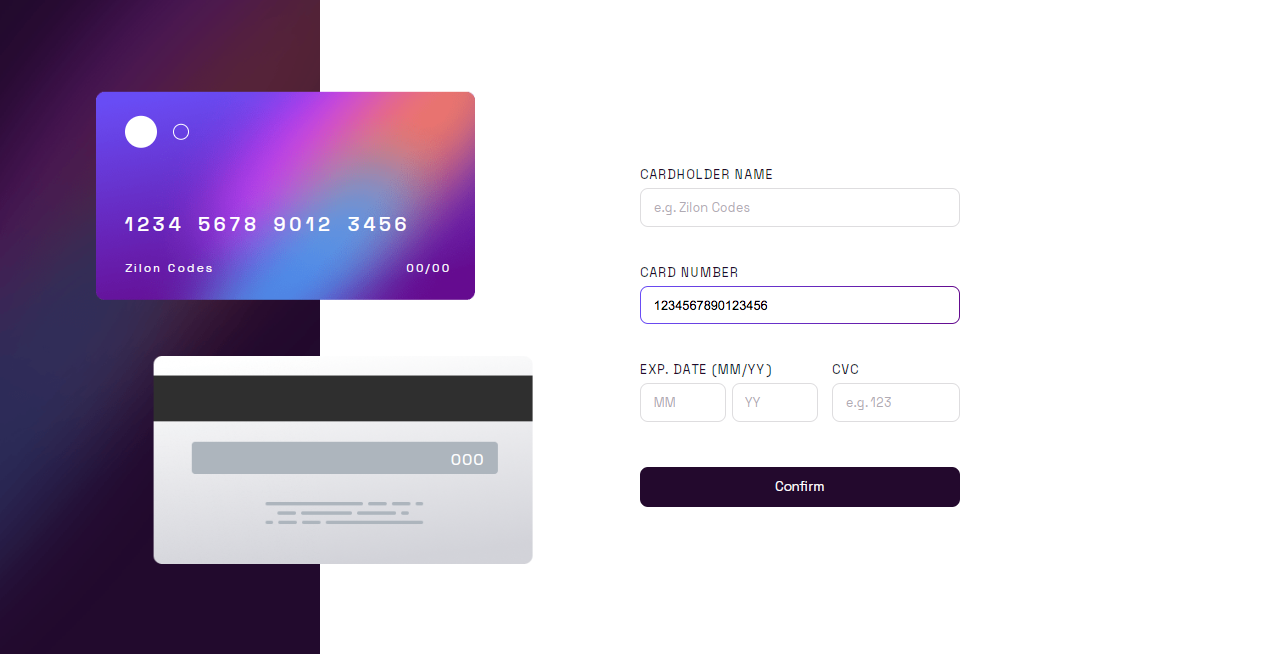 1234 5678 9012 3456
Zilon Codes 00/00
000
CARDHOLDER NAME
e.g. Zilon Codes
CARD NUMBER
1234567890123456
EXP. DATE (MM/YY) CVC
MM YY e.g. 123
Confirm